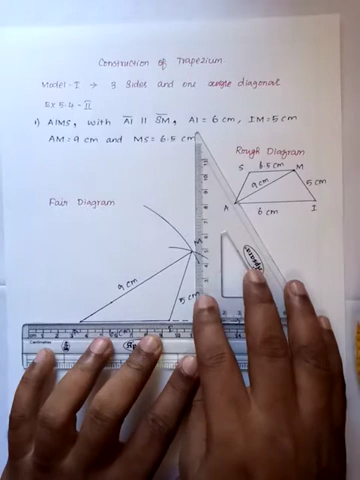 Construction of Trapezium
Model-I → 3 Sides and one diagonal
Ex 5.4 - II
1) AIMS, with AI || SM, AI = 6 cm, IM = 5 cm
AM = 9 cm and MS = 6.5 cm
Rough Diagram
S 6.5 cm M
9 cm 5 cm
A 6 cm I
Fair Diagram
M
9 cm
5 cm
Apsara